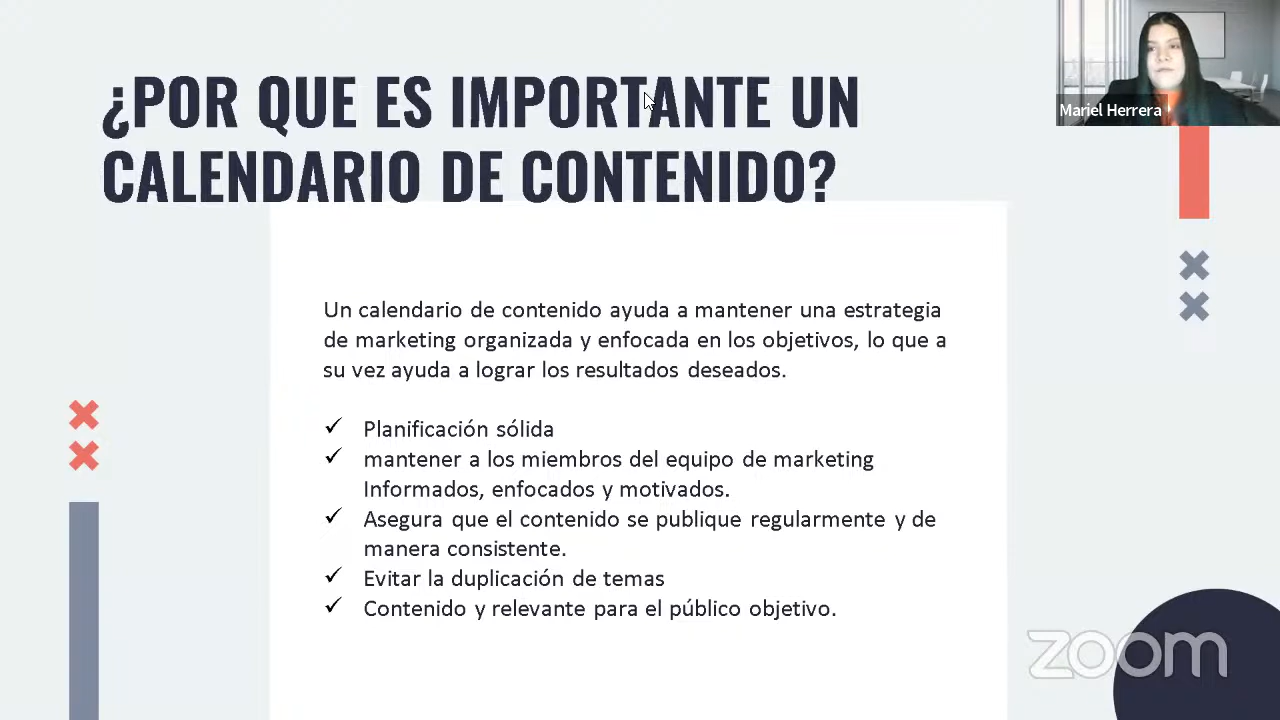 ¿POR QUE ES IMPORTANTE UN
CALENDARIO DE CONTENIDO?
Mariel Herrera
Un calendario de contenido ayuda a mantener una estrategia
de marketing organizada y enfocada en los objetivos, lo que a
su vez ayuda a lograr los resultados deseados.
✓ Planificación sólida
✓ mantener a los miembros del equipo de marketing
Informados, enfocados y motivados.
✓ Asegura que el contenido se publique regularmente y de
manera consistente.
✓ Evitar la duplicación de temas
✓ Contenido y relevante para el público objetivo.
zoom